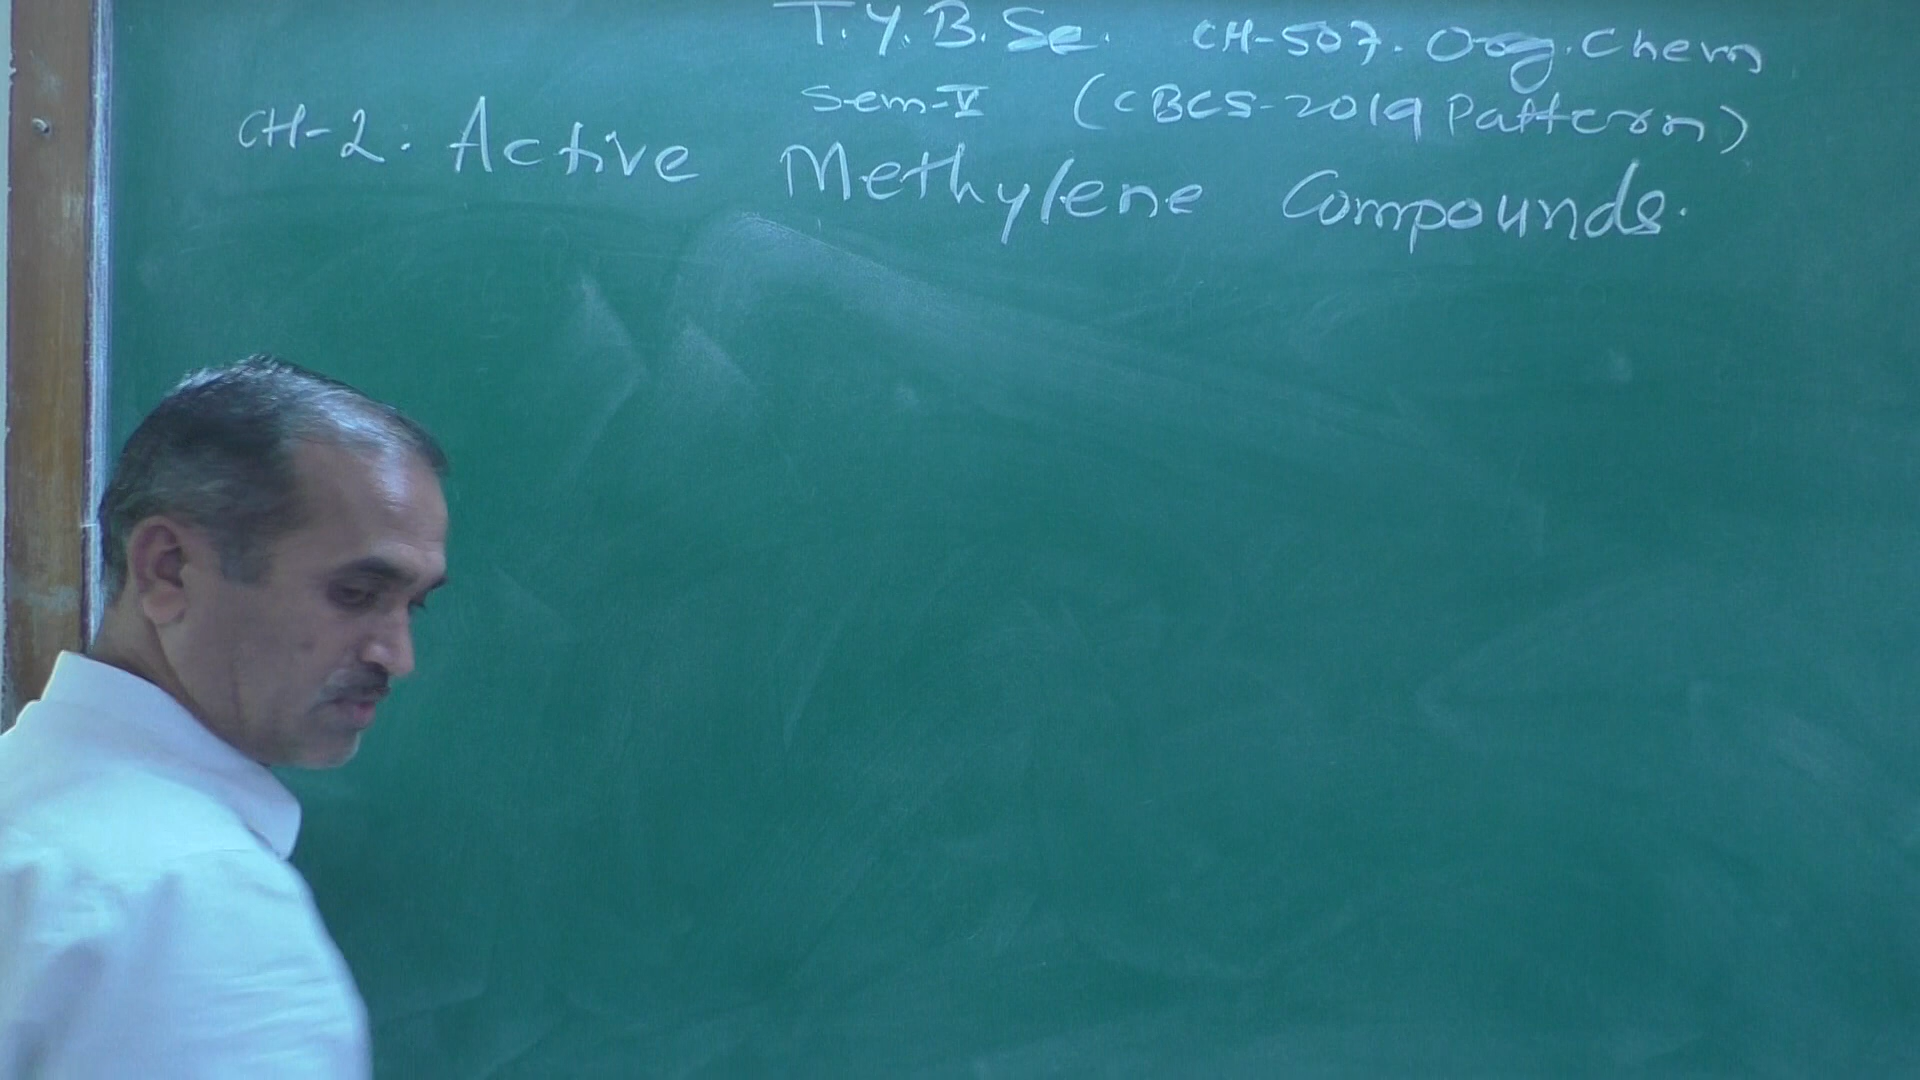 T.Y.B.Sc. CH-507. Org. Chem
Sem-V (CBCS-2019 Pattern)
CH-2. Active Methylene Compounds.